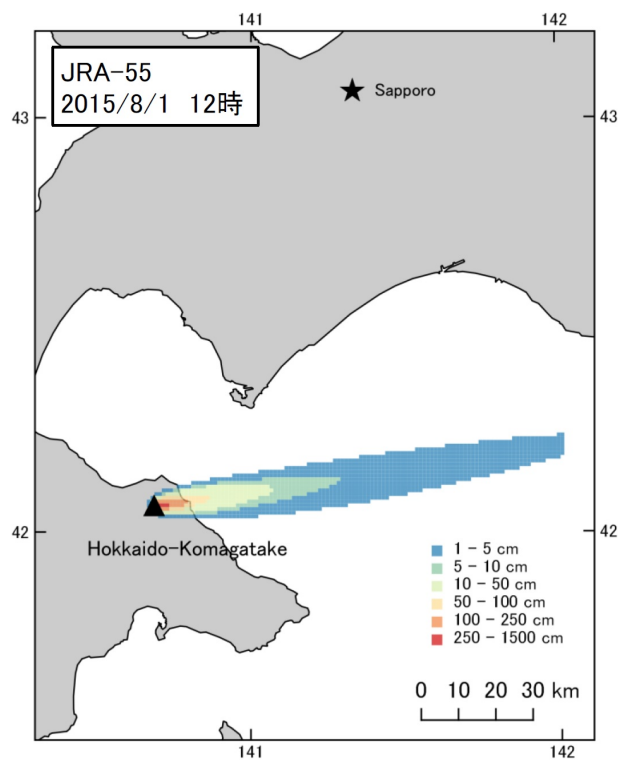 141
142
JRA-55
2015/8/1 12時
Sapporo
43
43
42
42
Hokkaido-Komagatake
1 - 5 cm
5 - 10 cm
10 - 50 cm
50 - 100 cm
100 - 250 cm
250 - 1500 cm
0 10 20 30 km
141
142